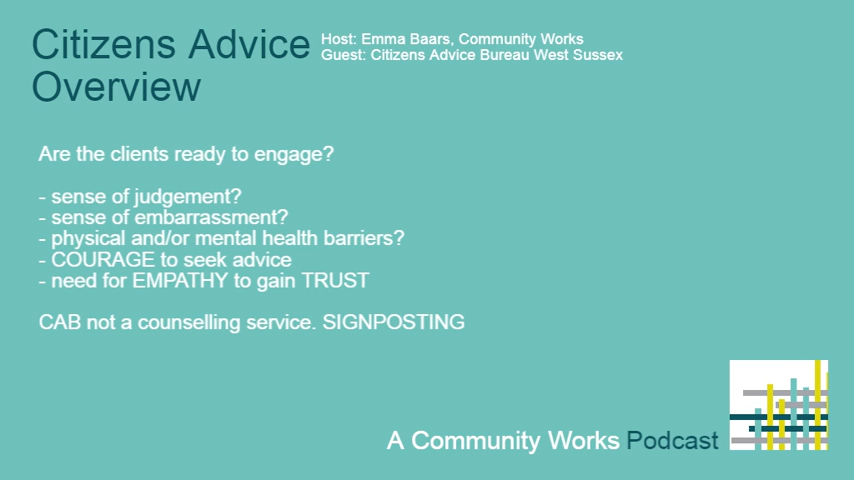 Citizens Advice
Overview
Host: Emma Baars, Community Works
Guest: Citizens Advice Bureau West Sussex
Are the clients ready to engage?
- sense of judgement?
- sense of embarrassment?
- physical and/or mental health barriers?
- COURAGE to seek advice
- need for EMPATHY to gain TRUST
CAB not a counselling service. SIGNPOSTING
A Community Works Podcast